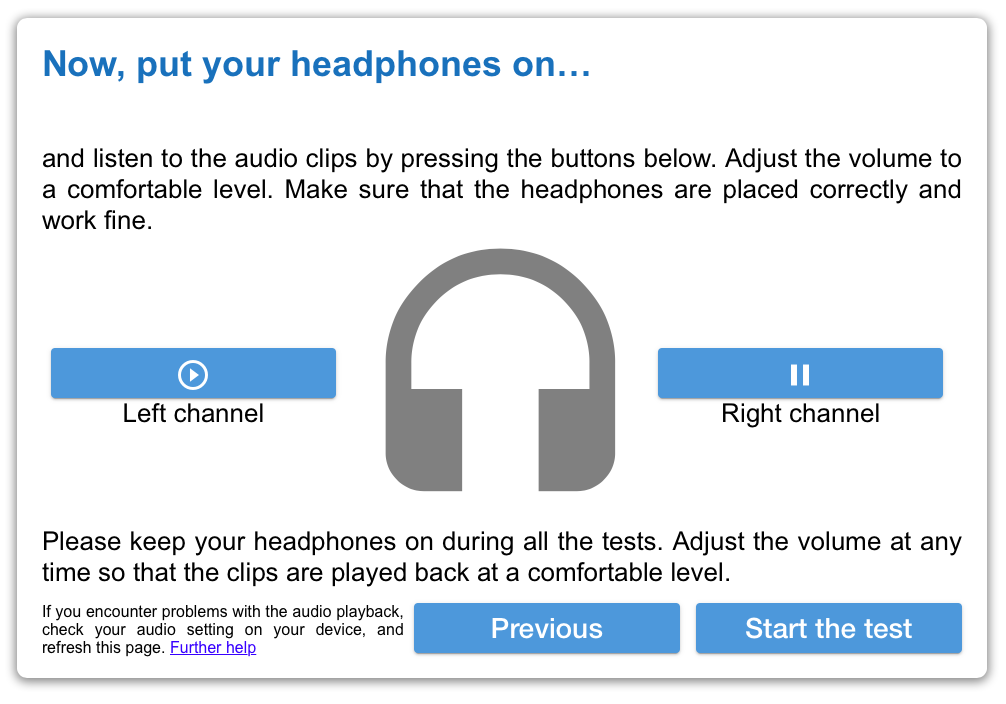 Now, put your headphones on…
and listen to the audio clips by pressing the buttons below. Adjust the volume to
a comfortable level. Make sure that the headphones are placed correctly and
work fine.
Left channel
Right channel
Please keep your headphones on during all the tests. Adjust the volume at any
time so that the clips are played back at a comfortable level.
If you encounter problems with the audio playback,
check your audio setting on your device, and
refresh this page. Further help
Previous
Start the test